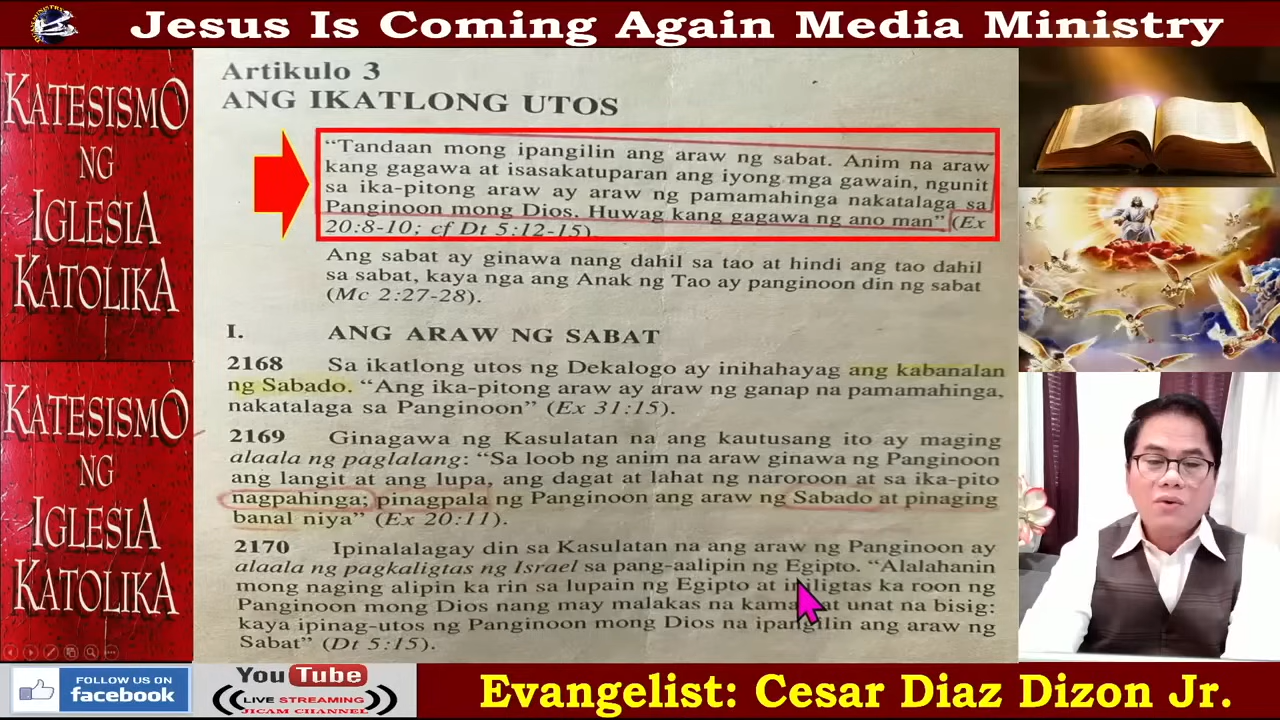 Jesus Is Coming Again Media Ministry
KATESISMO
NG
IGLESIA
KATOLIKA
KATESISMO
NG
IGLESIA
KATOLIKA
Artikulo 3
ANG IKATLONG UTOS
“Tandaan mong ipangilin ang araw ng sabat. Anim na araw
kang gagawa at isasakatuparan ang iyong mga gawain, ngunit
sa ika-pitong araw ay araw ng pamamahinga nakatalaga sa
Panginoon mong Dios. Huwag kang gagawa ng ano man” (Ex
20:8-10; cf Dt 5:12-15).
Ang sabat ay ginawa nang dahil sa tao at hindi ang tao dahil
sa sabat, kaya nga ang Anak ng Tao ay panginoon din ng sabat
(Mc 2:27-28).
I. ANG ARAW NG SABAT
2168 Sa ikatlong utos ng Dekalogo ay inihahayag ang kabanalan
ng Sabado. “Ang ika-pitong araw ay araw ng ganap na pamamahinga,
nakatalaga sa Panginoon” (Ex 31:15).
2169 Ginagawa ng Kasulatan na ang kautusang ito ay maging
alaala ng paglalang: “Sa loob ng anim na araw ginawa ng Panginoon
ang langit at ang lupa, ang dagat at lahat ng naroroon at sa ika-pito
nagpahinga; pinagpala ng Panginoon ang araw ng Sabado at pinaging
banal niya” (Ex 20:11).
2170 Ipinalalagay din sa Kasulatan na ang araw ng Panginoon ay
alaala ng pagkaligtas ng Israel sa pang-aalipin ng Egipto. “Alalahanin
mong naging alipin ka rin sa lupain ng Egipto at iniligtas ka roon ng
Panginoon mong Dios nang may malakas na kamay at unat na bisig:
kaya ipinag-utos ng Panginoon mong Dios na ipangilin ang araw ng
Sabat” (Dt 5:15).
FOLLOW US ON
facebook
YouTube
LIVE STREAMING
JICAM CHANNEL
Evangelist: Cesar Diaz Dizon Jr.